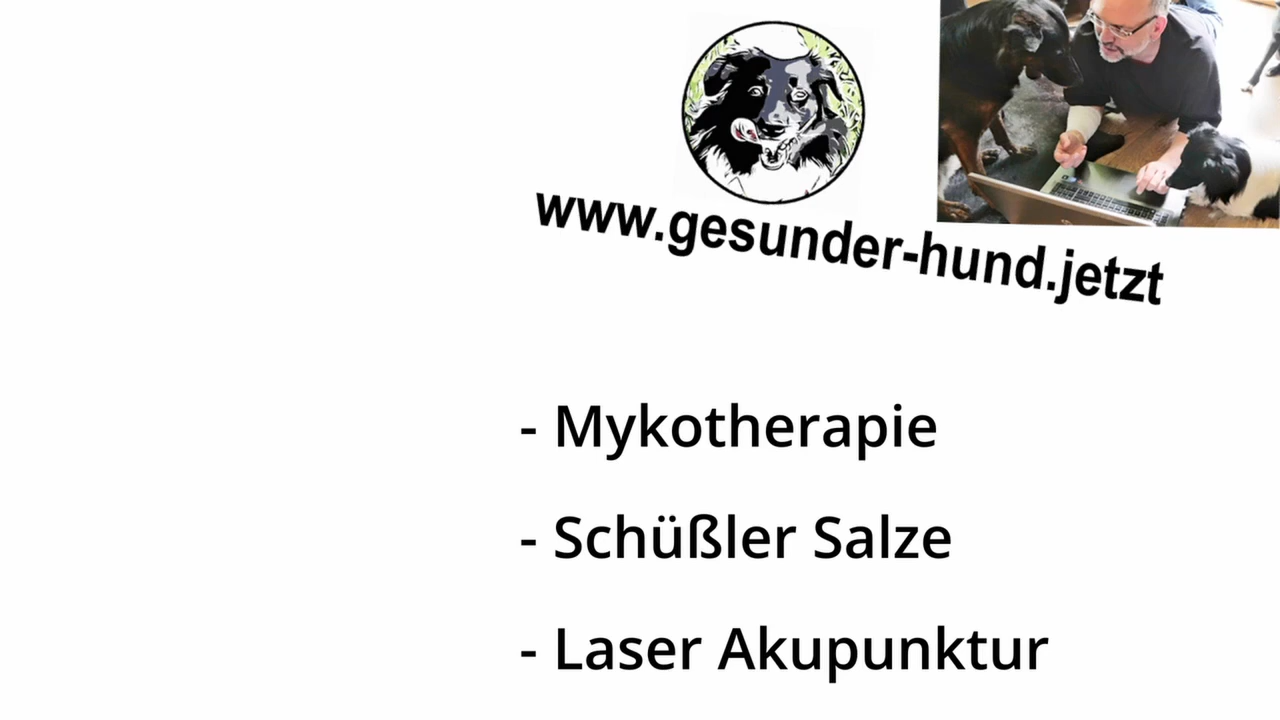 www.gesunder-hund.jetzt
- Mykotherapie
- Schüßler Salze
- Laser Akupunktur